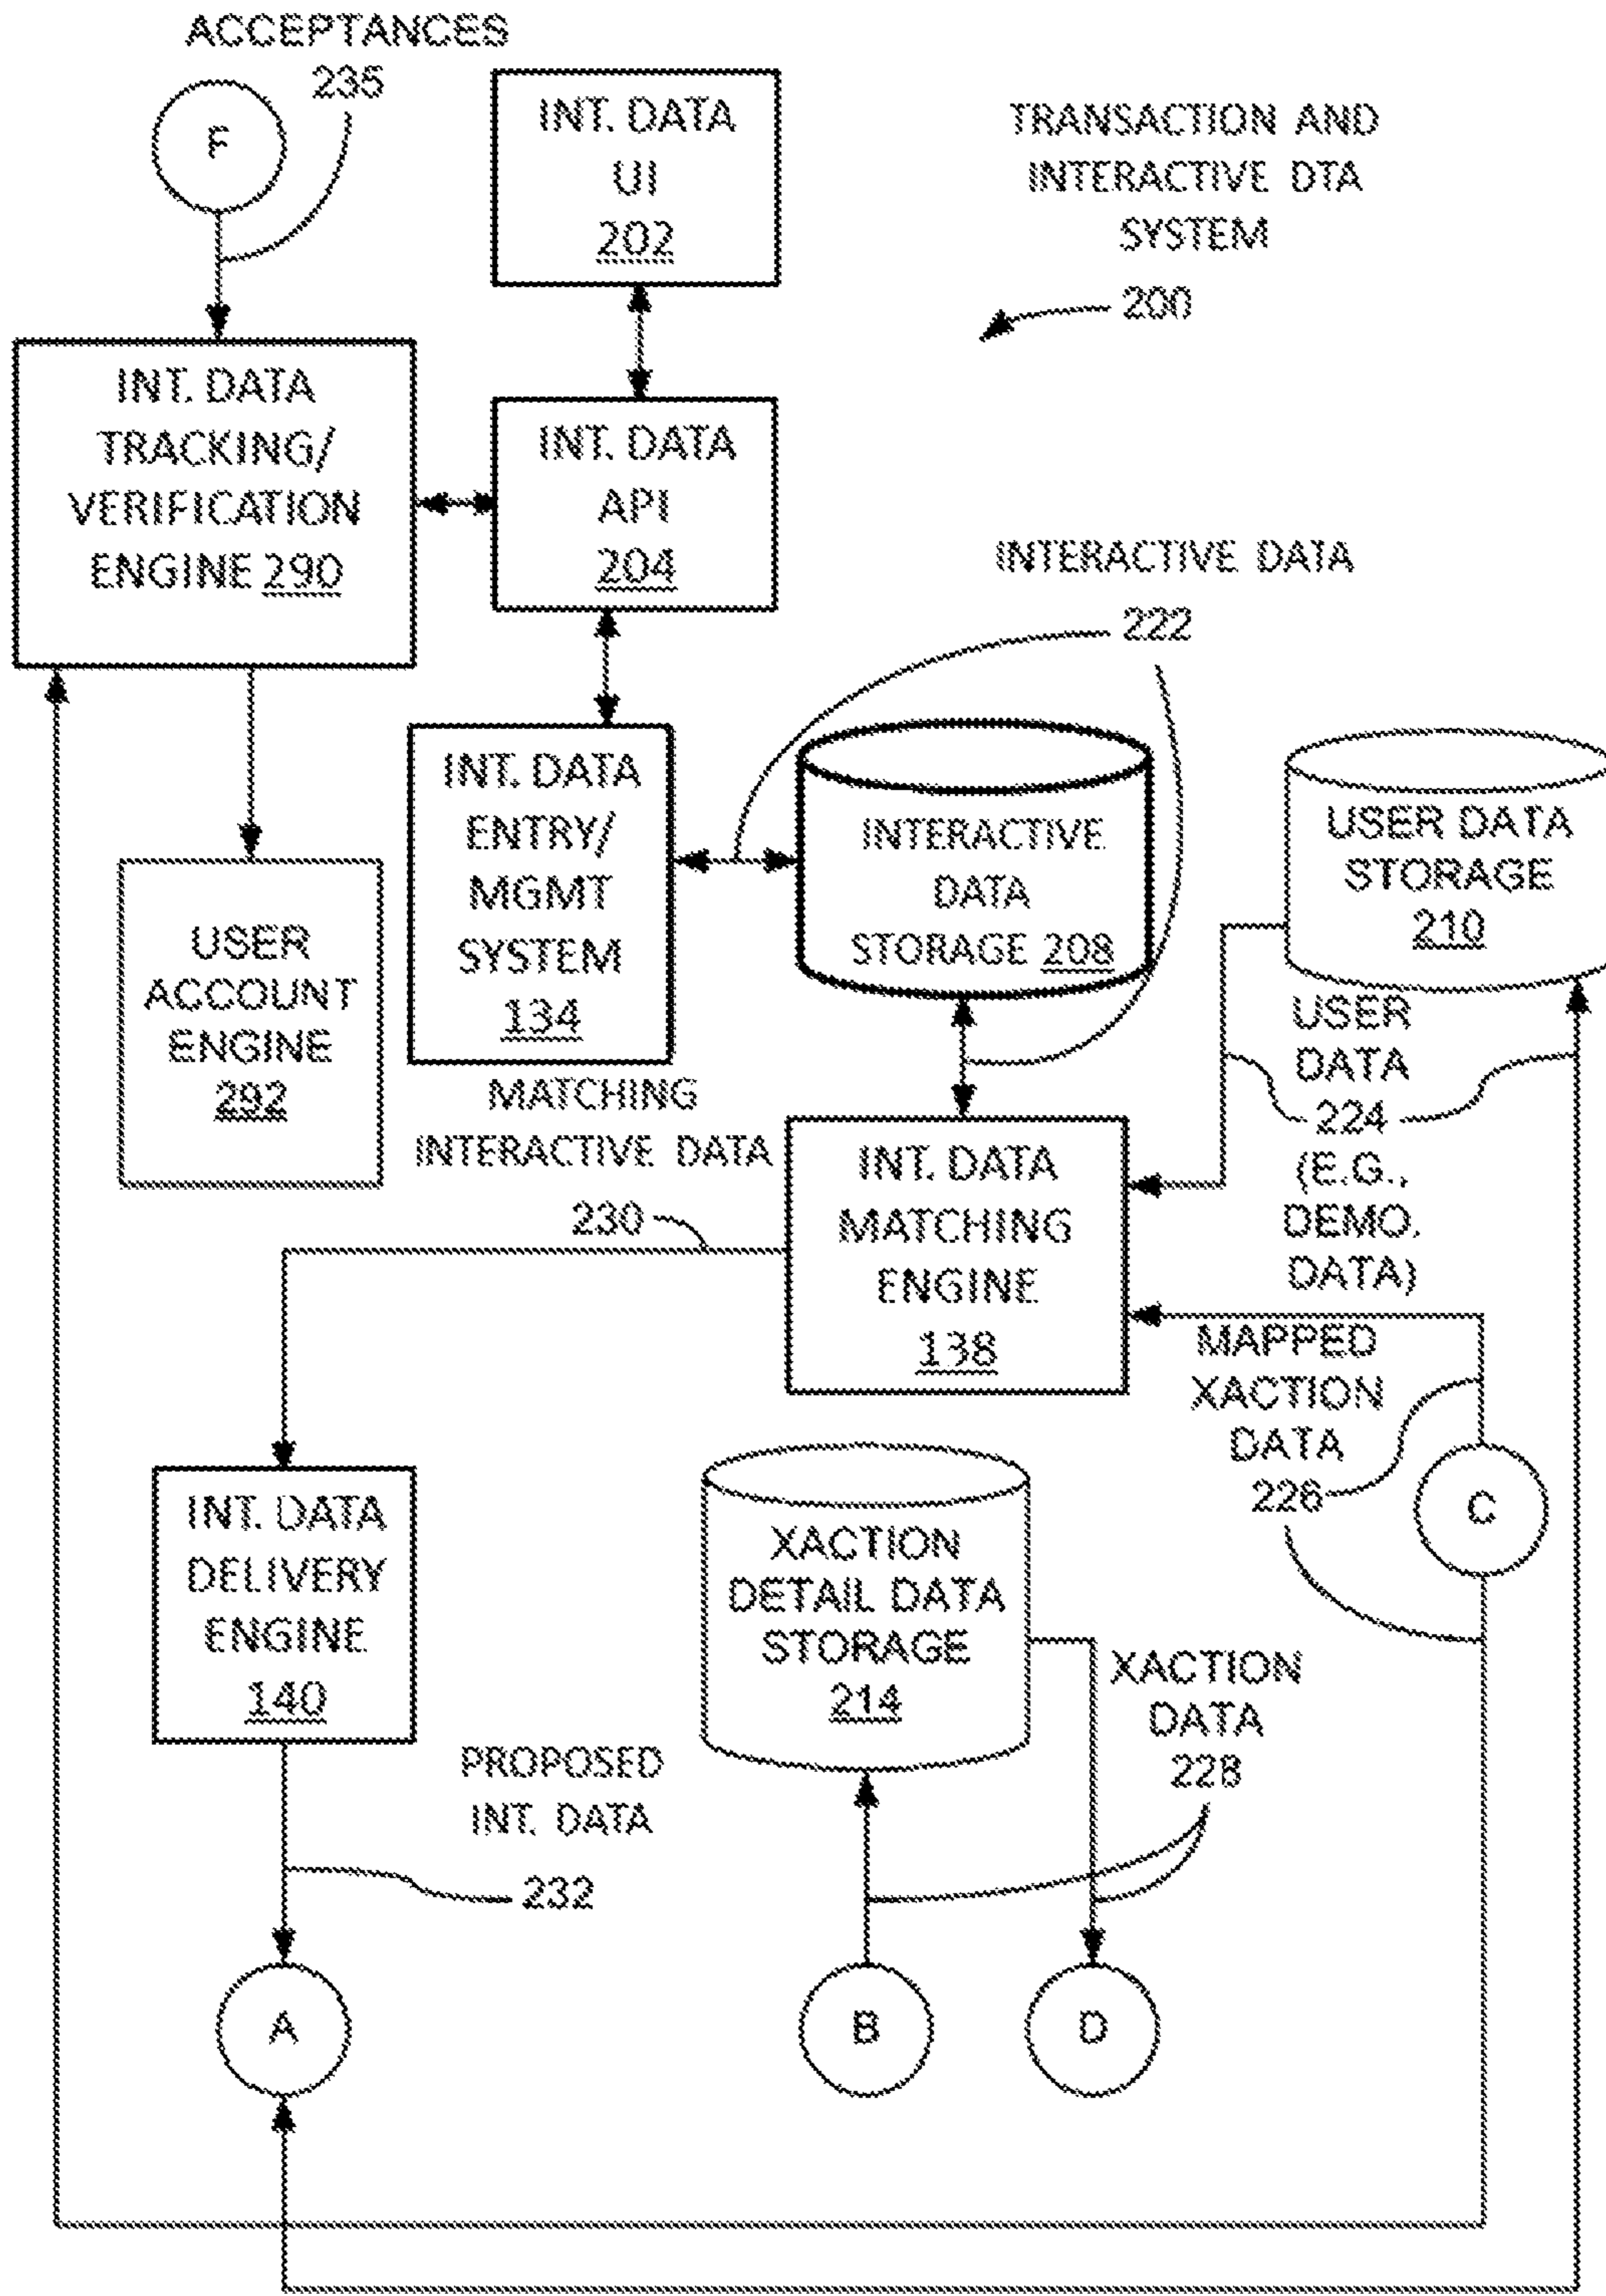 ACCEPTANCES
235
F
INT. DATA
UI
202
TRANSACTION AND
INTERACTIVE DTA
SYSTEM
200
INT. DATA
TRACKING/
VERIFICATION
ENGINE 290
INT. DATA
API
204
INTERACTIVE DATA
222
INT. DATA
ENTRY/
MGMT
SYSTEM
134
INTERACTIVE
DATA
STORAGE 208
USER DATA
STORAGE
210
USER
ACCOUNT
ENGINE
292
USER
DATA
224
(E.G.,
DEMO.
DATA)
MATCHING
INTERACTIVE DATA
230
INT. DATA
MATCHING
ENGINE
138
MAPPED
XACTION
DATA
226
C
INT. DATA
DELIVERY
ENGINE
140
XACTION
DETAIL DATA
STORAGE
214
XACTION
DATA
228
PROPOSED
INT. DATA
232
A
B
D